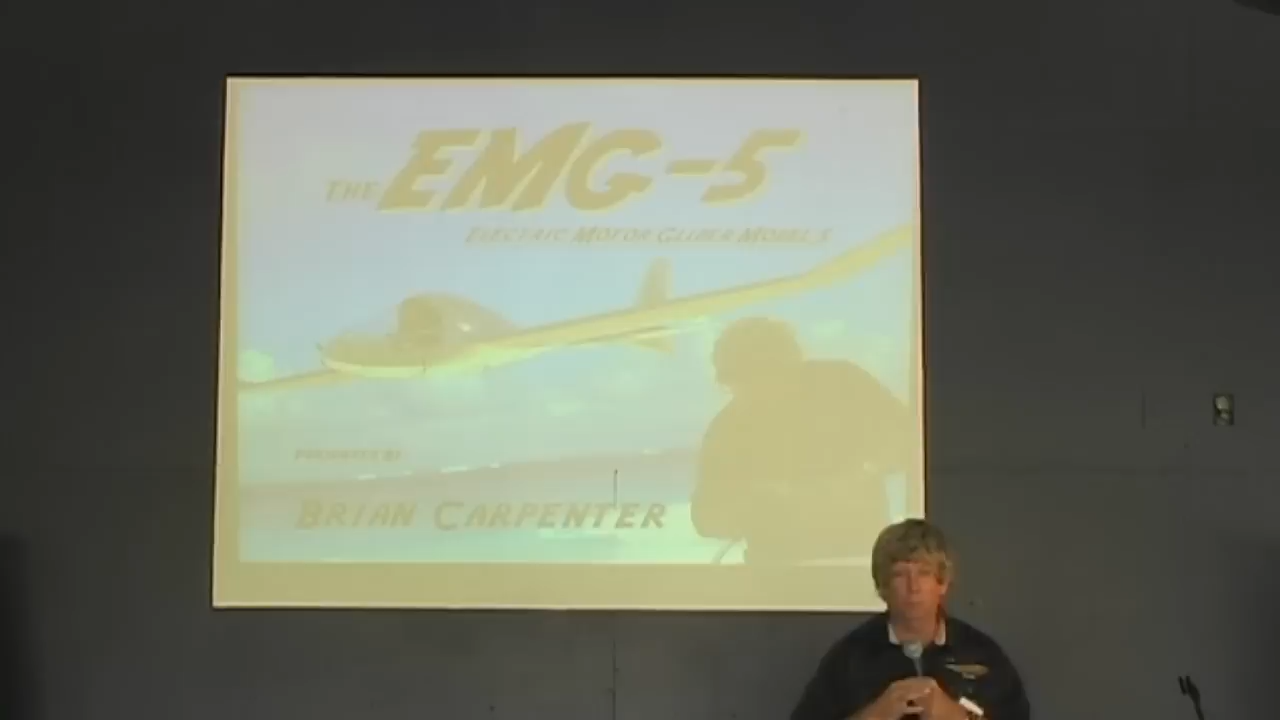 THE EMG-5
ELECTRIC MOTOR GLIDER MODEL 5
PRESENTED BY
BRIAN CARPENTER